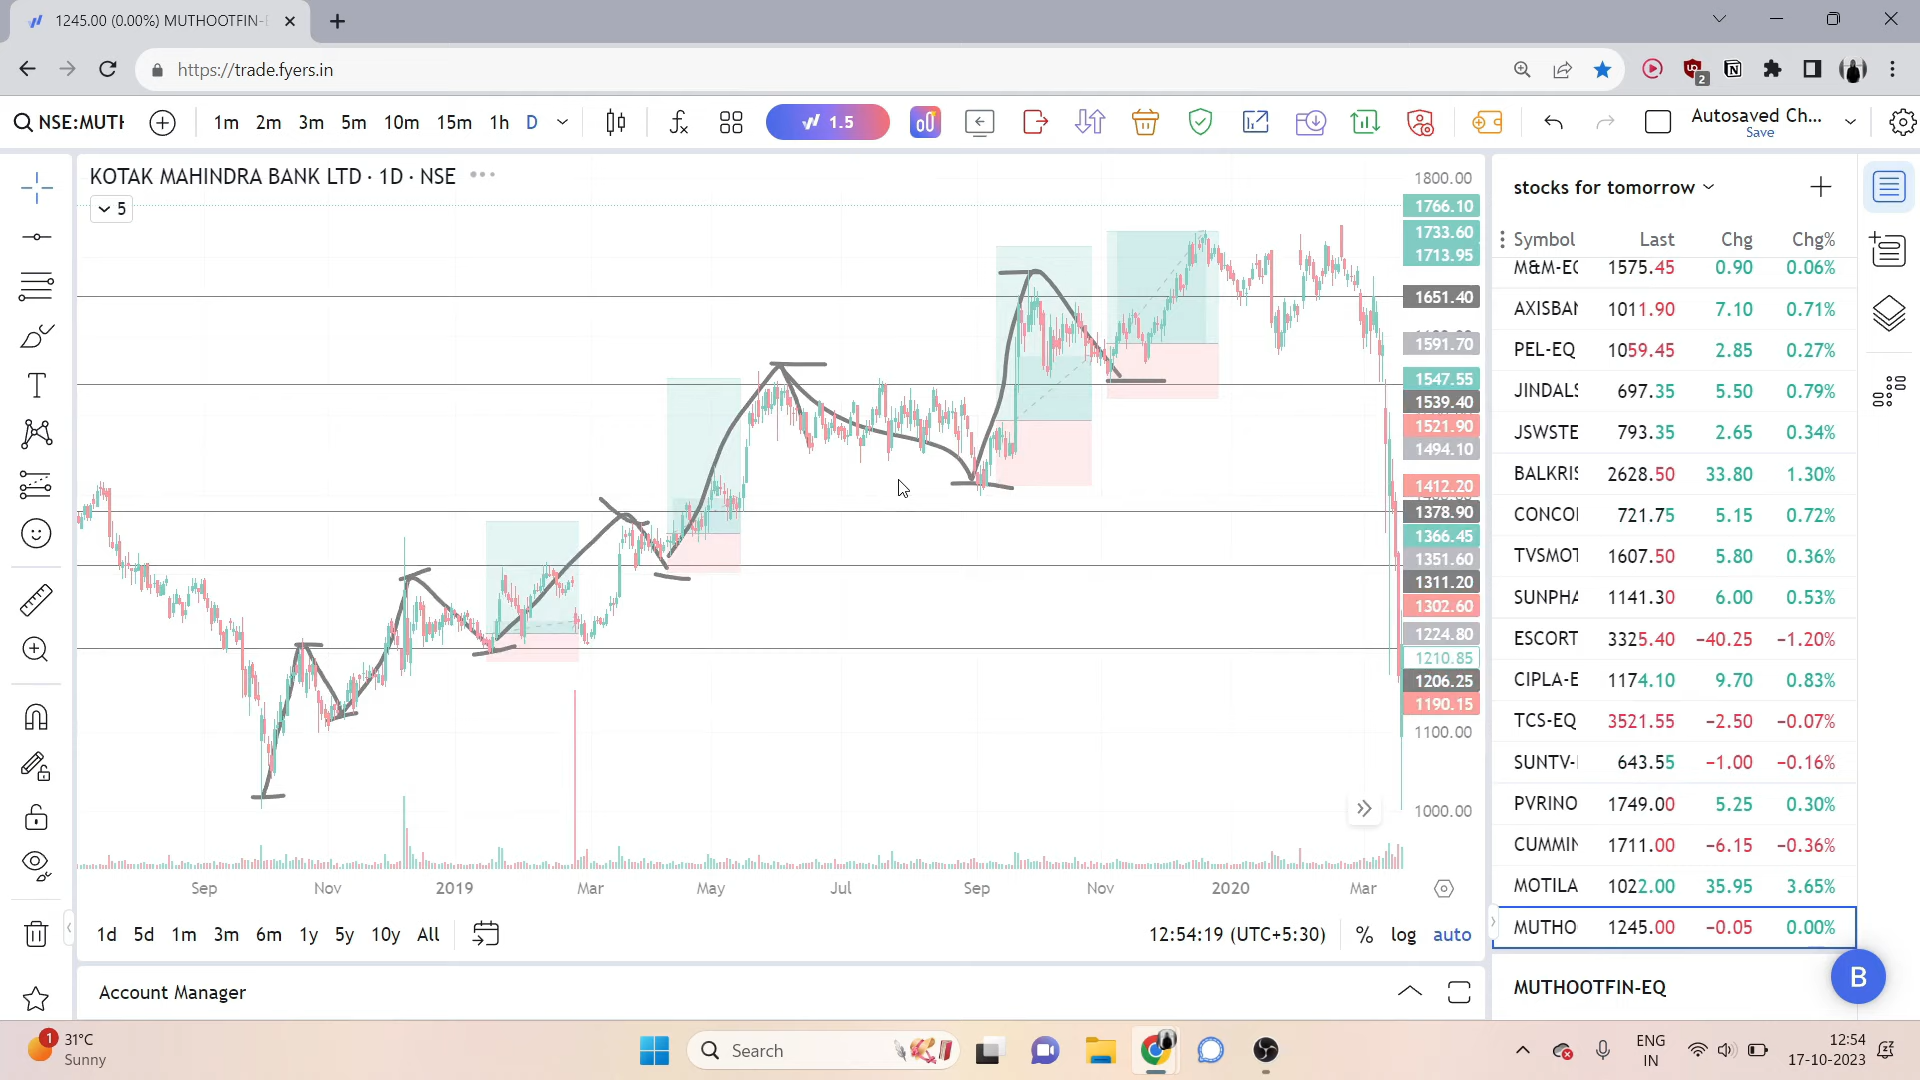 1245.00 (0.00%) MUTHOOTFIN-E
https://trade.fyers.in
2
NSE:MUTH
1m 2m 3m 5m 10m 15m 1h D
1.5
Autosaved Ch...
Save
KOTAK MAHINDRA BANK LTD · 1D · NSE
5
1800.00
1766.10
1733.60
1713.95
1651.40
1591.70
1547.55
1539.40
1521.90
1494.10
1412.20
1378.90
1366.45
1351.60
1311.20
1302.60
1224.80
1210.85
1206.25
1190.15
1100.00
1000.00
Sep Nov 2019 Mar May Jul Sep Nov 2020 Mar
1d 5d 1m 3m 6m 1y 5y 10y All
12:54:19 (UTC+5:30) % log auto
Account Manager
stocks for tomorrow
Symbol Last Chg Chg%
M&M-EQ 1575.45 0.90 0.06%
AXISBAN 1011.90 7.10 0.71%
PEL-EQ 1059.45 2.85 0.27%
JINDALS 697.35 5.50 0.79%
JSWSTE 793.35 2.65 0.34%
BALKRIS 2628.50 33.80 1.30%
CONCOR 721.75 5.15 0.72%
TVSMOT 1607.50 5.80 0.36%
SUNPHA 1141.30 6.00 0.53%
ESCORT 3325.40 −40.25 −1.20%
CIPLA-E 1174.10 9.70 0.83%
TCS-EQ 3521.55 −2.50 −0.07%
SUNTV- 643.55 −1.00 −0.16%
PVRINO 1749.00 5.25 0.30%
CUMMIN 1711.00 −6.15 −0.36%
MOTILA 1022.00 35.95 3.65%
MUTHO 1245.00 −0.05 0.00%
MUTHOOTFIN-EQ
B
1
31°C
Sunny
Search
ENG
IN
12:54
17-10-2023